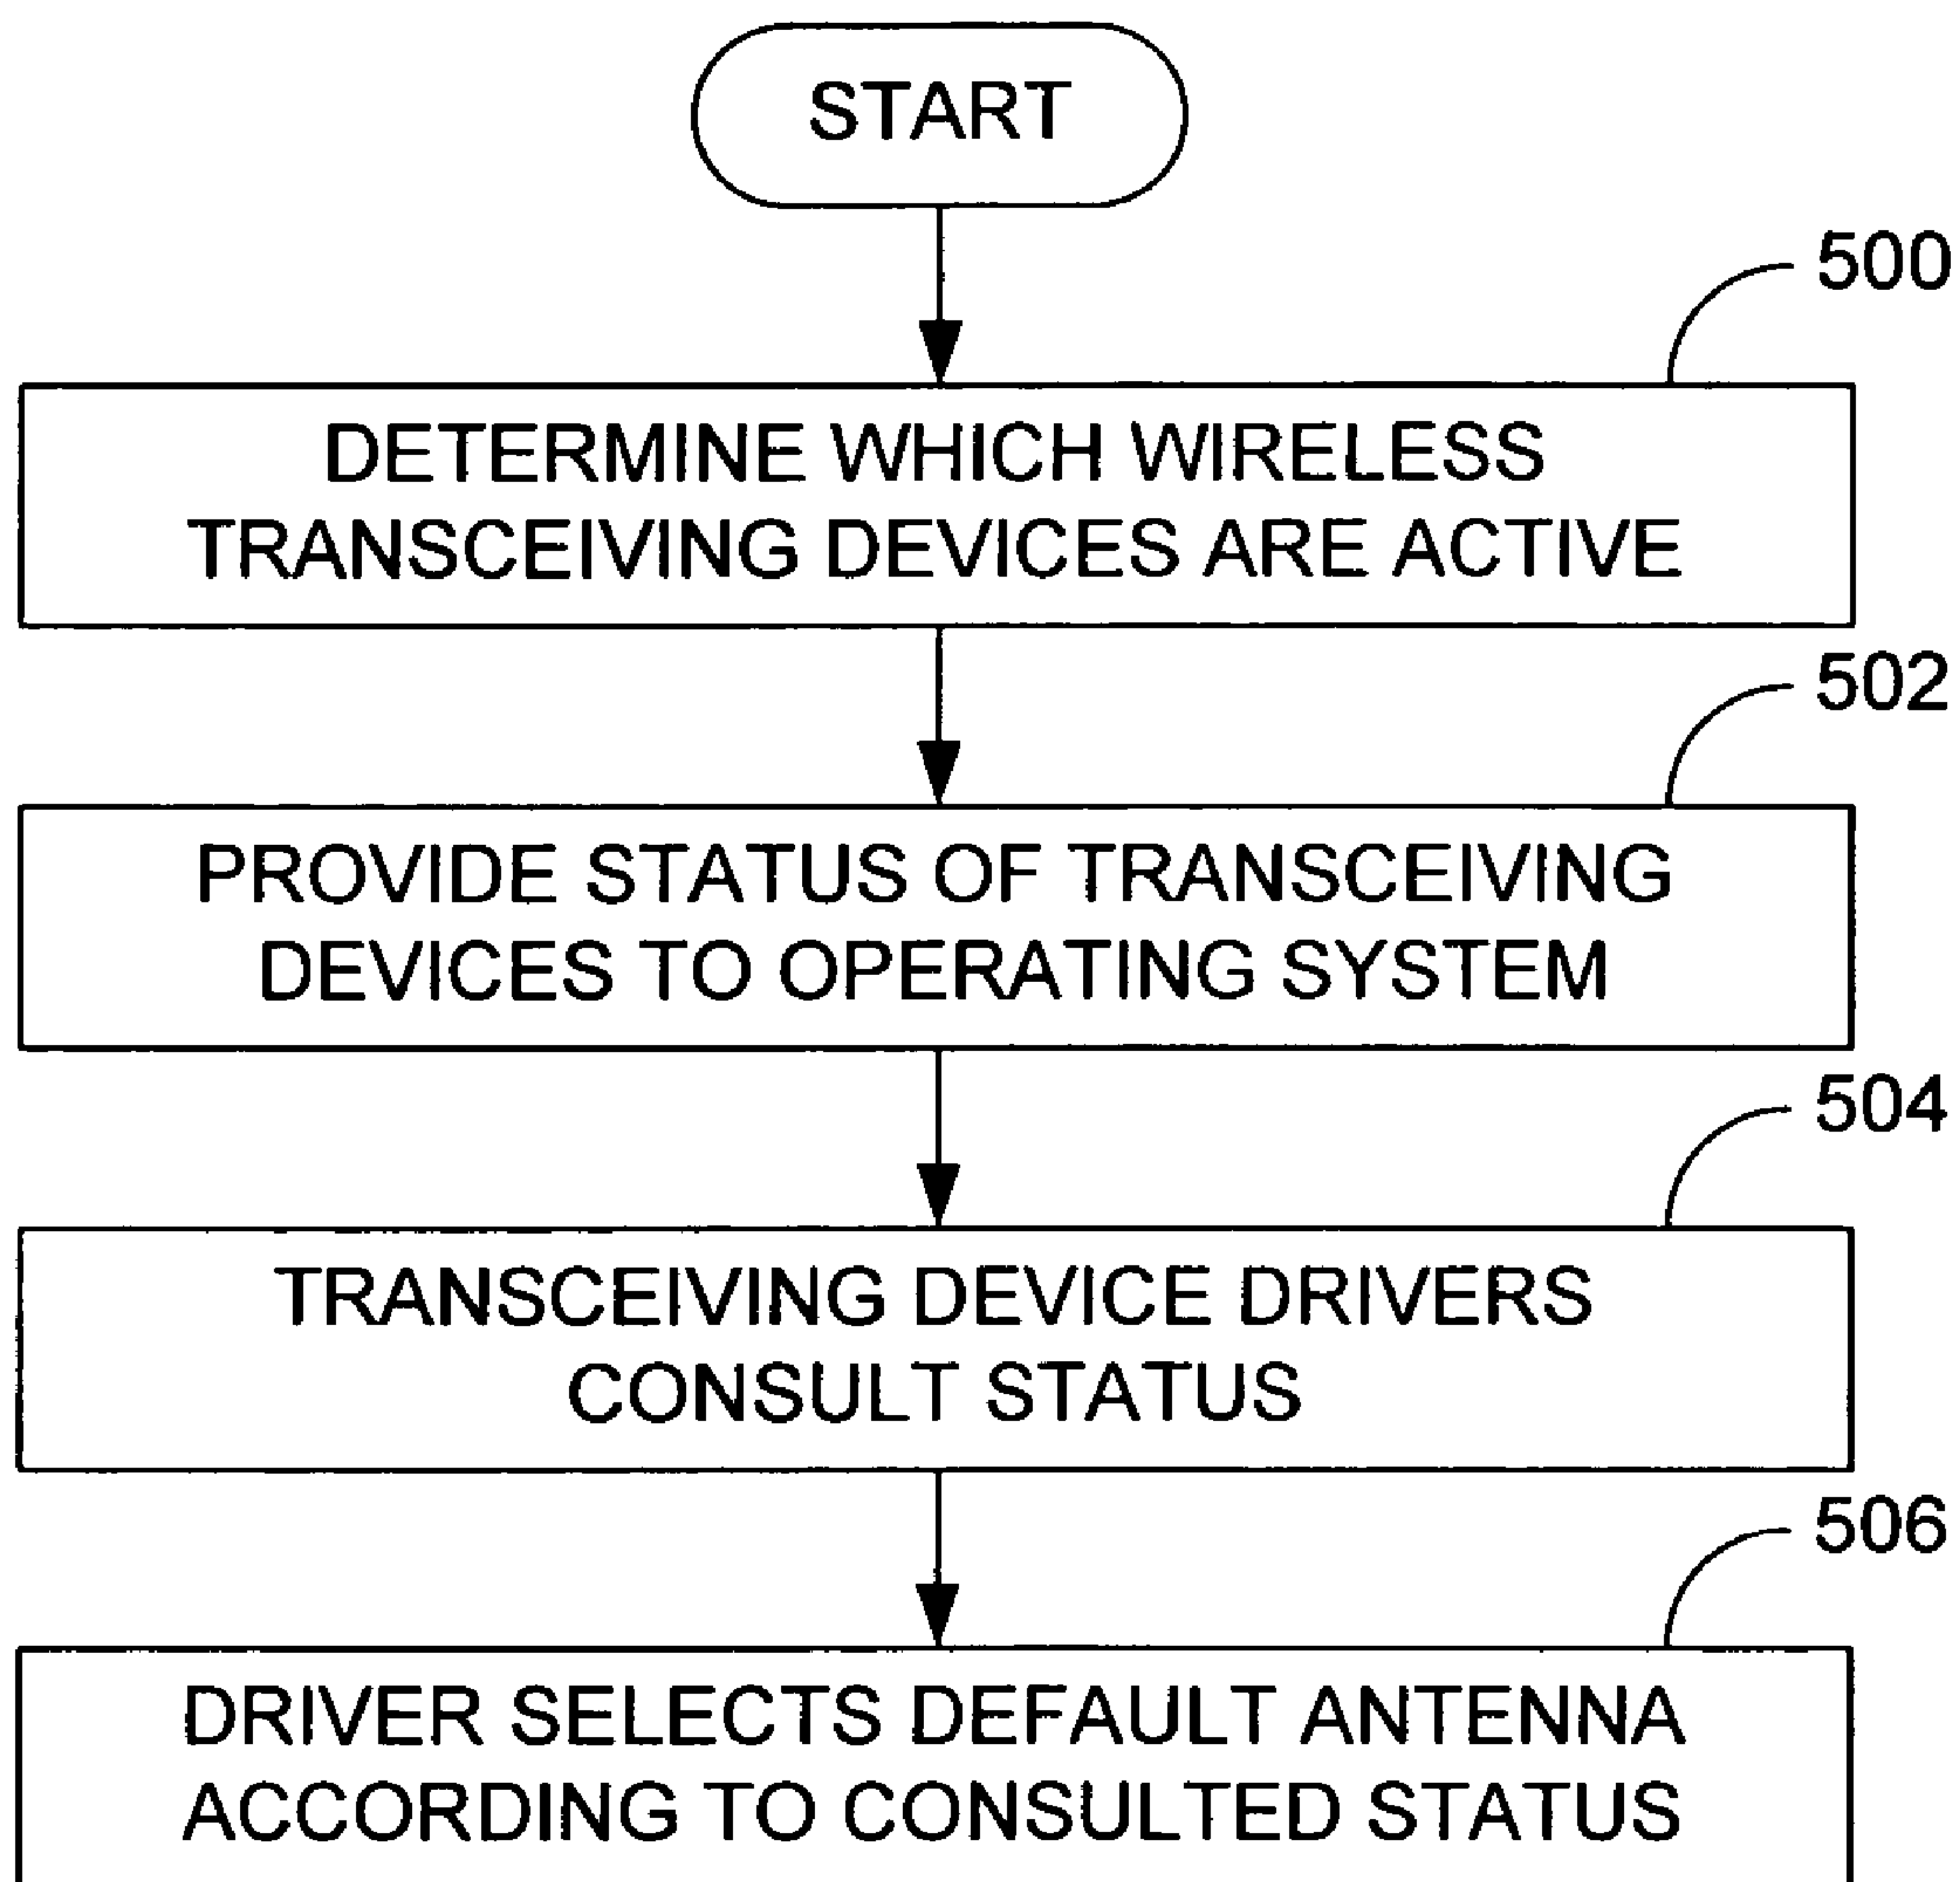 START
500
DETERMINE WHICH WIRELESS
TRANSCEIVING DEVICES ARE ACTIVE
502
PROVIDE STATUS OF TRANSCEIVING
DEVICES TO OPERATING SYSTEM
504
TRANSCEIVING DEVICE DRIVERS
CONSULT STATUS
506
DRIVER SELECTS DEFAULT ANTENNA
ACCORDING TO CONSULTED STATUS